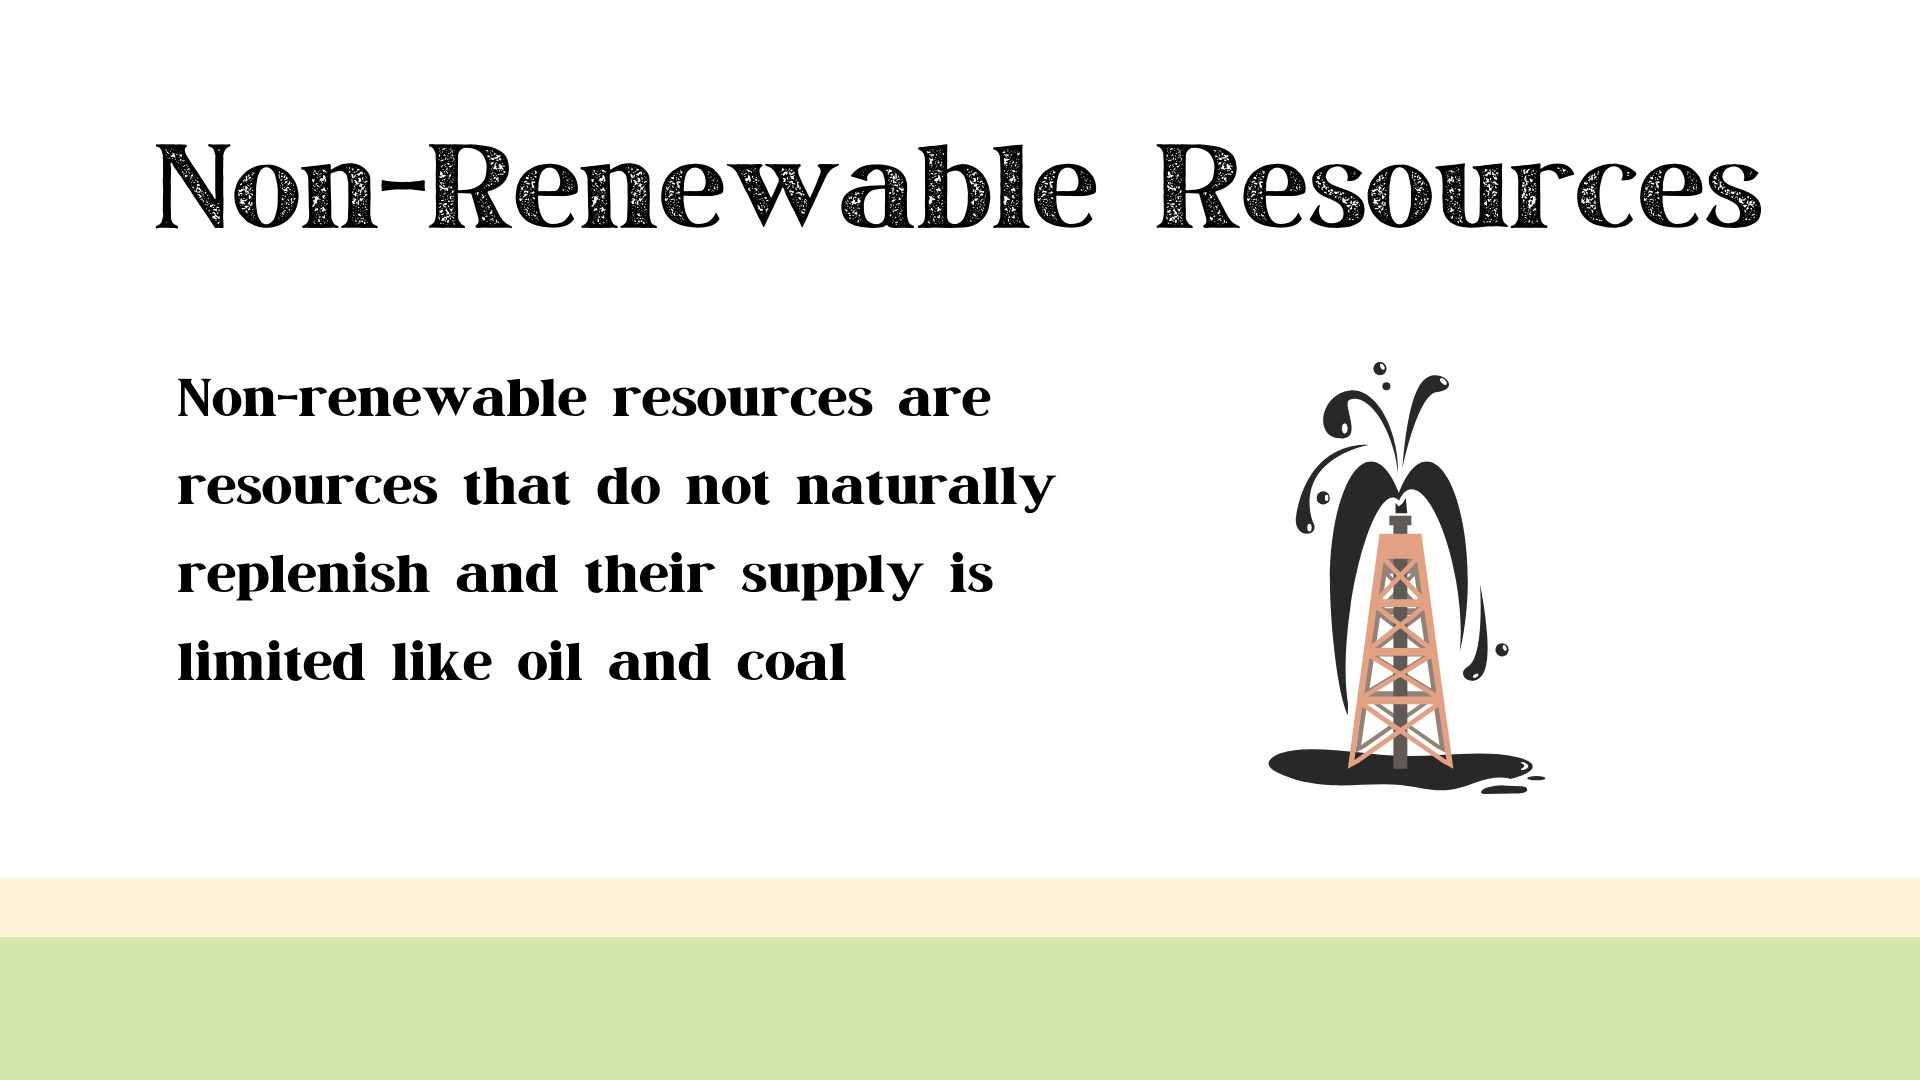 Non-Renewable Resources
Non-renewable resources are
resources that do not naturally
replenish and their supply is
limited like oil and coal